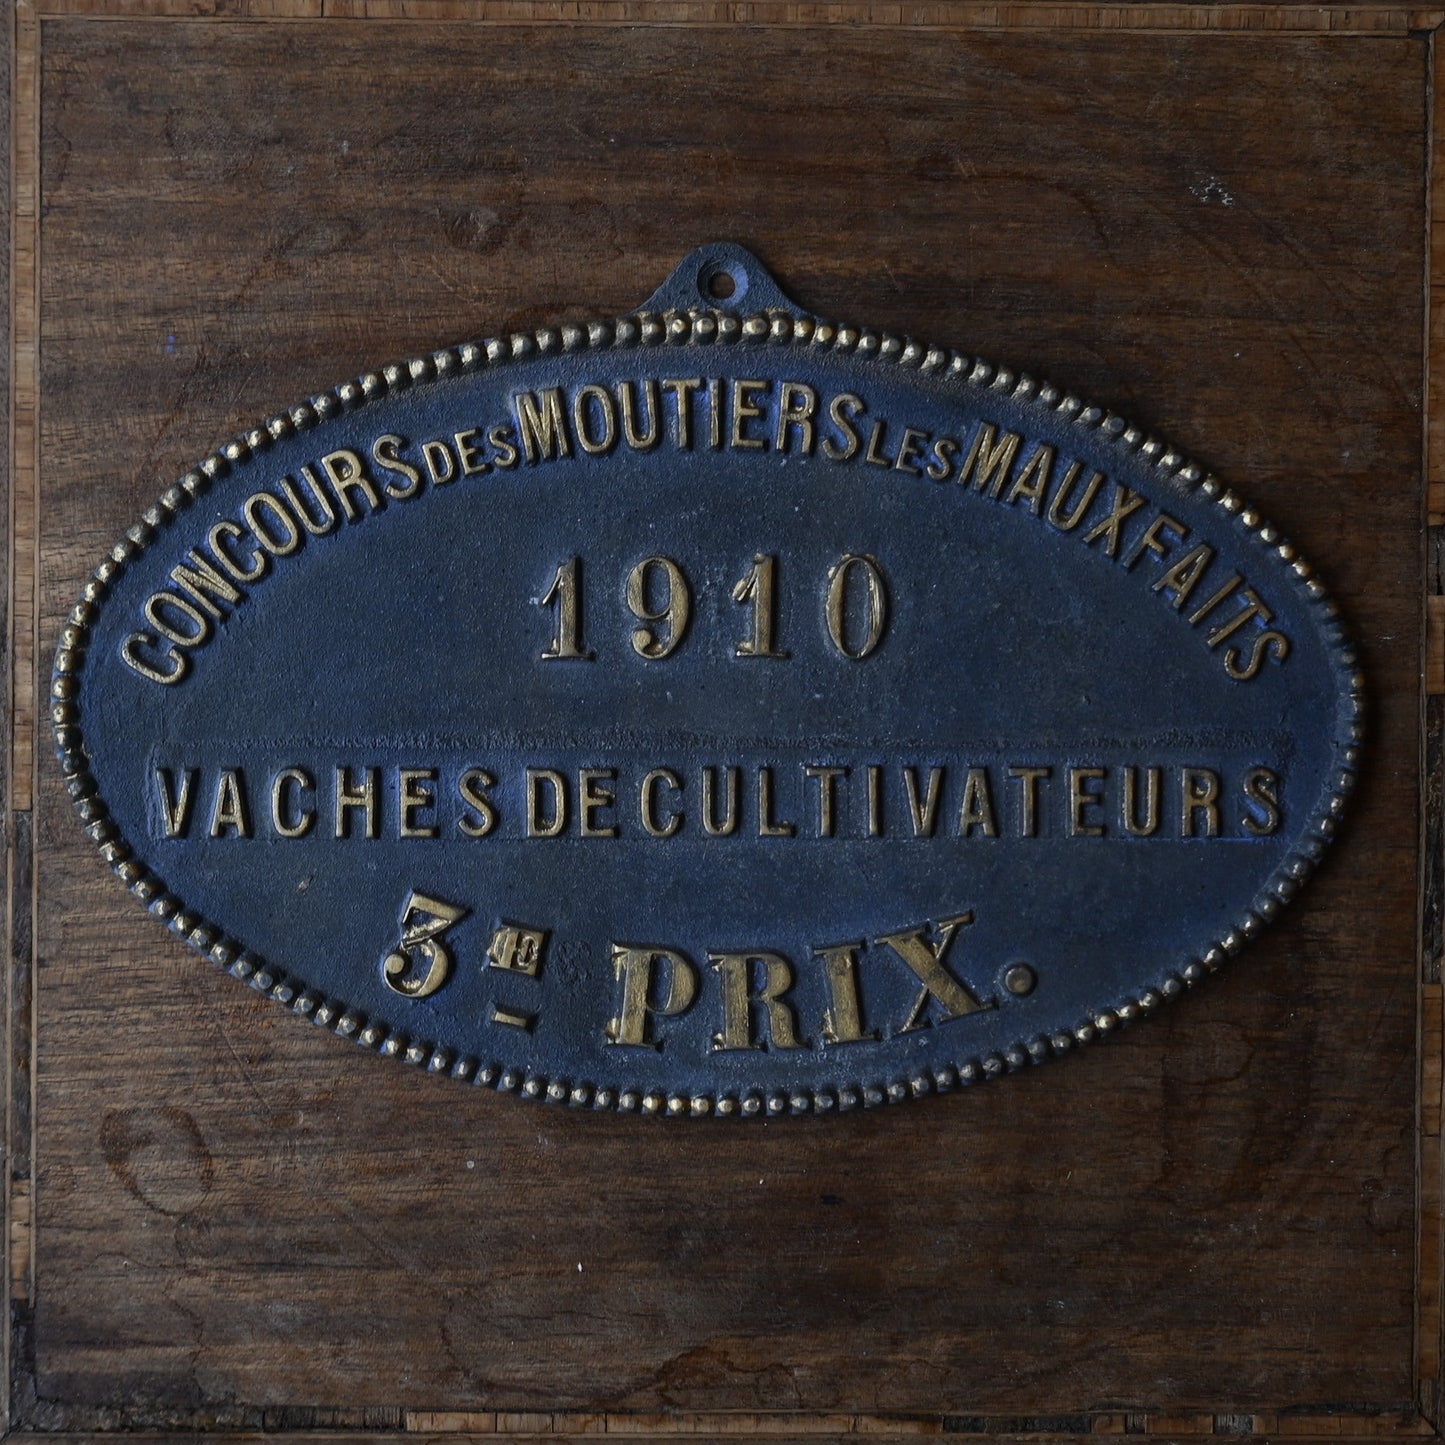 CONCOURS DES MOUTIERS LES MAUXFAITS
1910
VACHES DE CULTIVATEURS
3E PRIX.